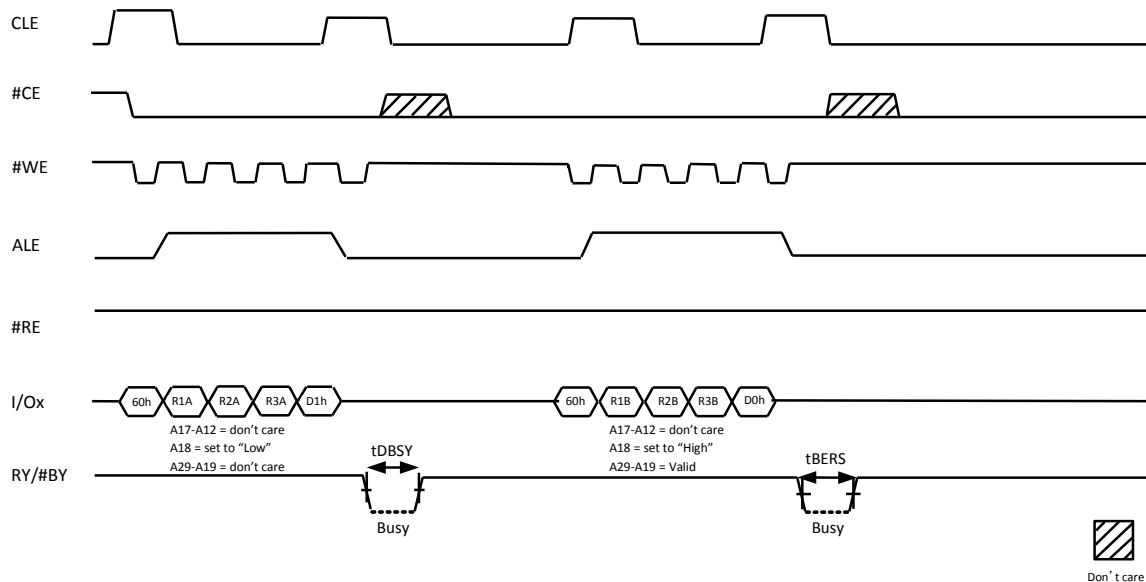 CLE
#CE
#WE
ALE
#RE
I/Ox
60h R1A R2A R3A D1h 60h R1B R2B R3B D0h
A17-A12 = don't care
A18 = set to "Low"
A29-A19 = don't care
A17-A12 = don't care
A18 = set to "High"
A29-A19 = Valid
tDBSY
tBERS
RY/#BY
Busy
Busy
Don't care